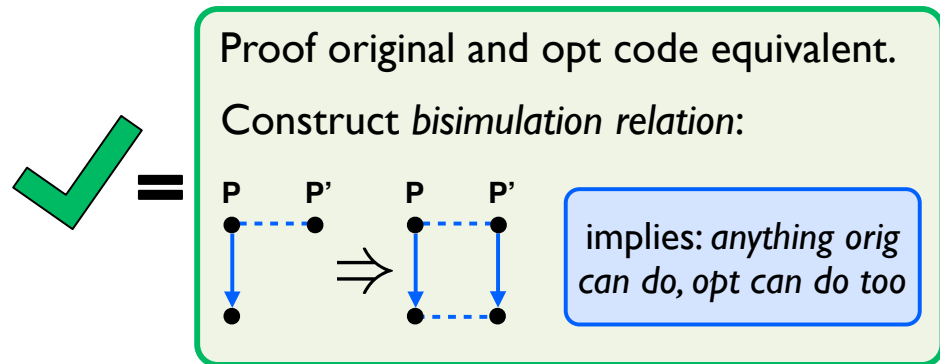 Proof original and opt code equivalent.
Construct bisimulation relation:
=
P P' ⇒ P P'
implies: anything orig
can do, opt can do too